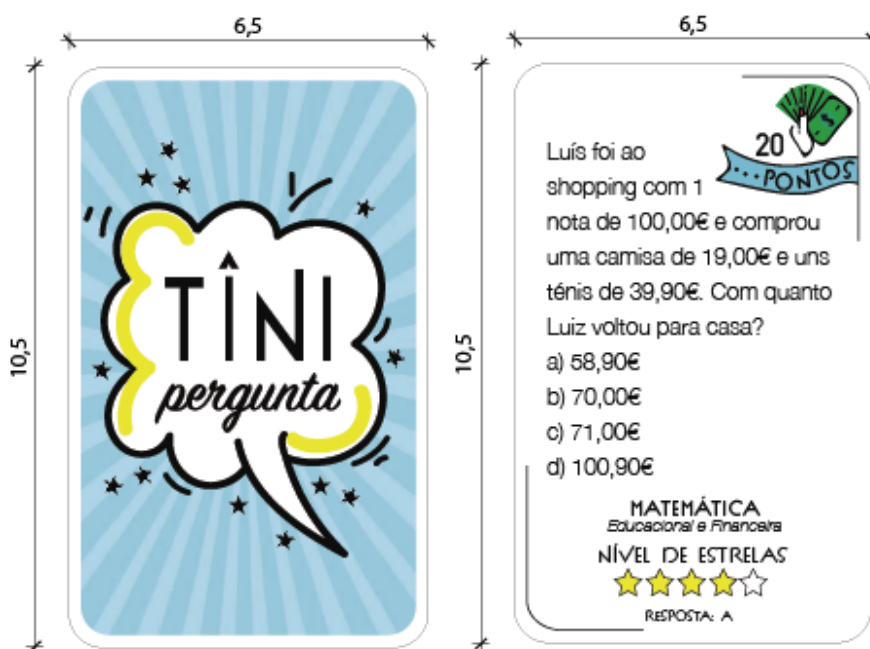 6,5
10,5
TÎNI
pergunta
6,5
10,5
20
PONTOS
Luís foi ao
shopping com 1
nota de 100,00€ e comprou
uma camisa de 19,00€ e uns
ténis de 39,90€. Com quanto
Luiz voltou para casa?
a) 58,90€
b) 70,00€
c) 71,00€
d) 100,90€
MATEMÁTICA
Educacional e Financeira
NÍVEL DE ESTRELAS
RESPOSTA: A